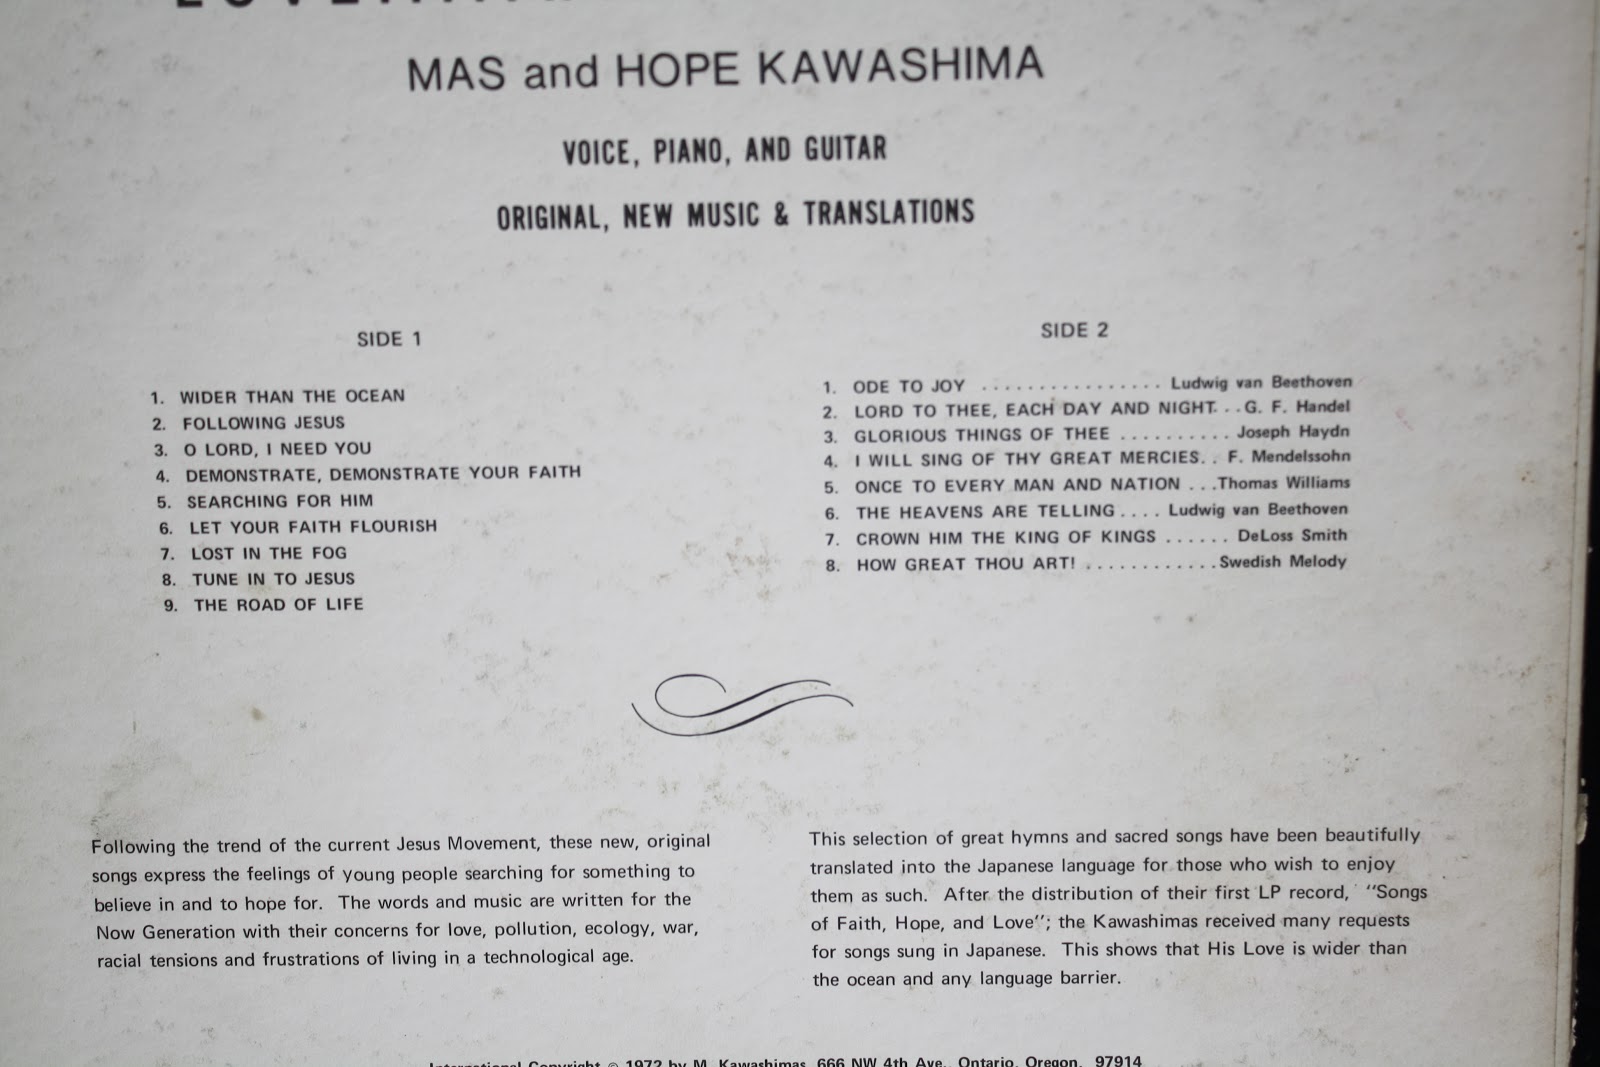 MAS and HOPE KAWASHIMA
VOICE, PIANO, AND GUITAR
ORIGINAL, NEW MUSIC & TRANSLATIONS
SIDE 1
1. WIDER THAN THE OCEAN
2. FOLLOWING JESUS
3. O LORD, I NEED YOU
4. DEMONSTRATE, DEMONSTRATE YOUR FAITH
5. SEARCHING FOR HIM
6. LET YOUR FAITH FLOURISH
7. LOST IN THE FOG
8. TUNE IN TO JESUS
9. THE ROAD OF LIFE
SIDE 2
1. ODE TO JOY ................ Ludwig van Beethoven
2. LORD TO THEE, EACH DAY AND NIGHT. . .G. F. Handel
3. GLORIOUS THINGS OF THEE .......... Joseph Haydn
4. I WILL SING OF THY GREAT MERCIES. . F. Mendelssohn
5. ONCE TO EVERY MAN AND NATION . . .Thomas Williams
6. THE HEAVENS ARE TELLING .... Ludwig van Beethoven
7. CROWN HIM THE KING OF KINGS ...... DeLoss Smith
8. HOW GREAT THOU ART! ............ Swedish Melody
Following the trend of the current Jesus Movement, these new, original
songs express the feelings of young people searching for something to
believe in and to hope for. The words and music are written for the
Now Generation with their concerns for love, pollution, ecology, war,
racial tensions and frustrations of living in a technological age.
This selection of great hymns and sacred songs have been beautifully
translated into the Japanese language for those who wish to enjoy
them as such. After the distribution of their first LP record, "Songs
of Faith, Hope, and Love"; the Kawashimas received many requests
for songs sung in Japanese. This shows that His Love is wider than
the ocean and any language barrier.
International Copyright © 1972 by M. Kawashimas, 666 NW 4th Ave., Ontario, Oregon, 97914